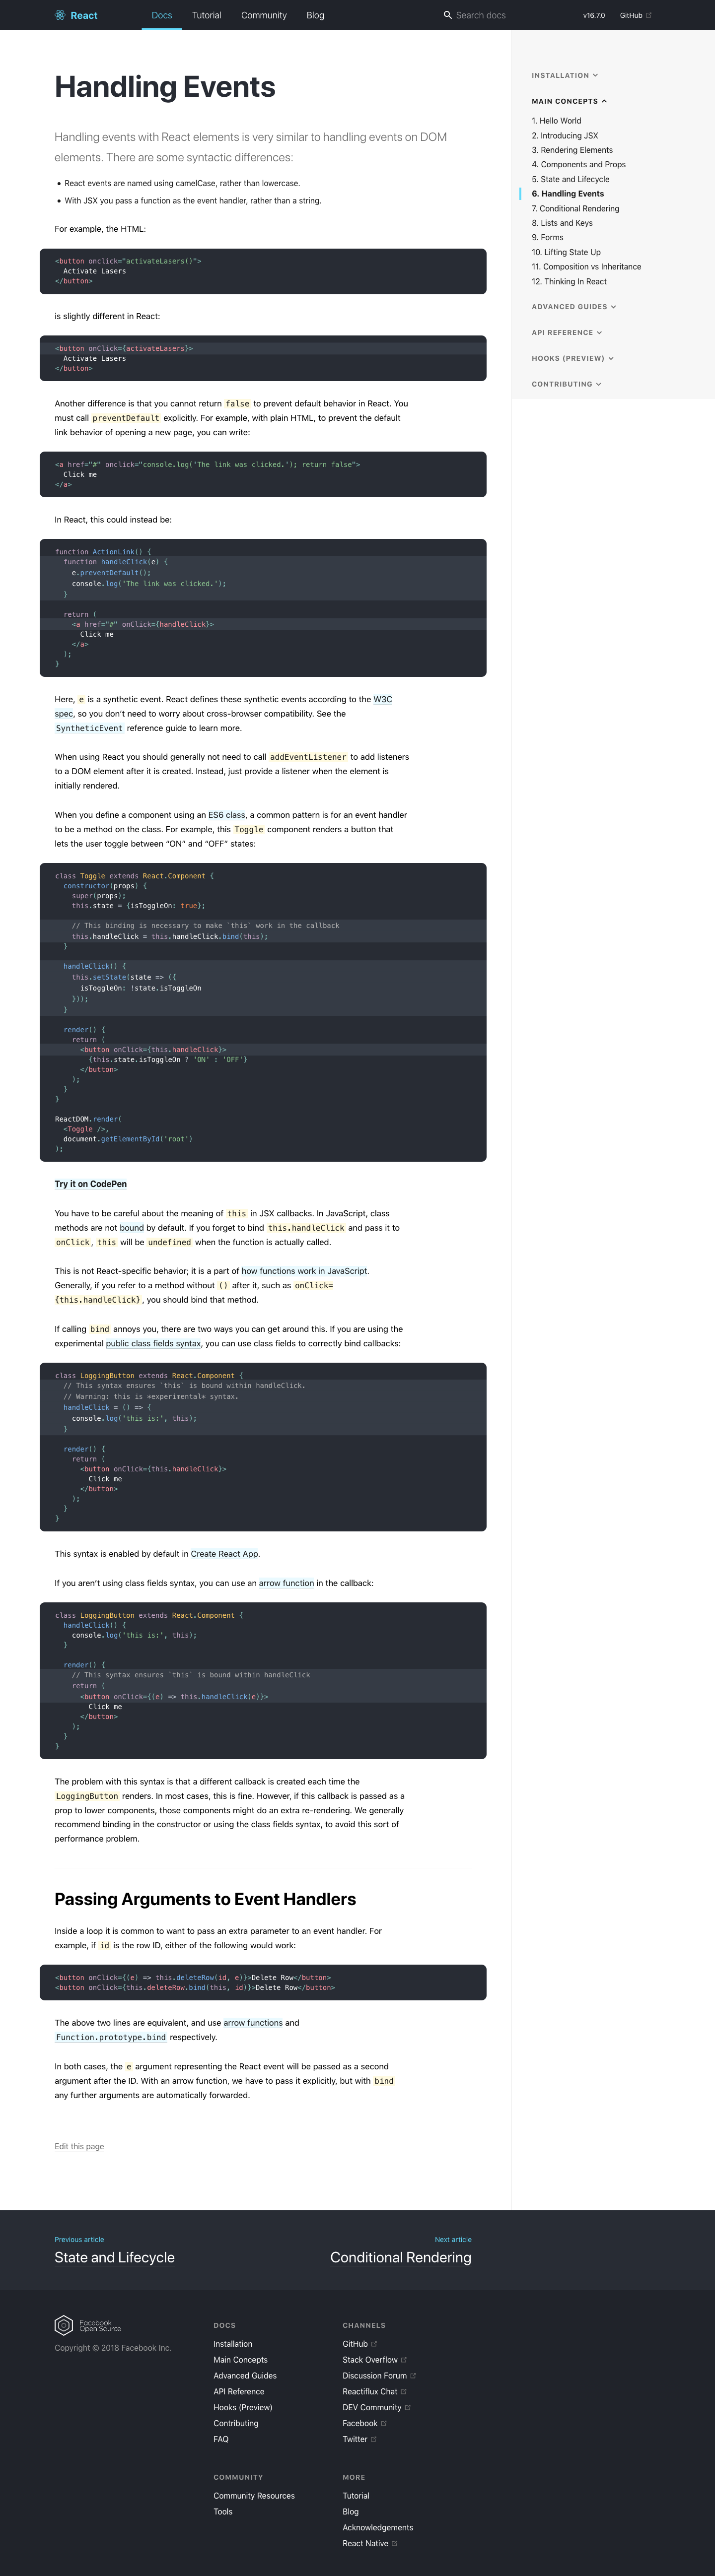 React
Docs
Tutorial
Community
Blog
Search docs
v16.7.0
GitHub
Handling Events
Handling events with React elements is very similar to handling events on DOM
elements. There are some syntactic differences:
React events are named using camelCase, rather than lowercase.
With JSX you pass a function as the event handler, rather than a string.
For example, the HTML:
<button onclick="activateLasers()">
  Activate Lasers
</button>
is slightly different in React:
<button onClick={activateLasers}>
  Activate Lasers
</button>
Another difference is that you cannot return false to prevent default behavior in React. You
must call preventDefault explicitly. For example, with plain HTML, to prevent the default
link behavior of opening a new page, you can write:
<a href="#" onclick="console.log('The link was clicked.'); return false">
  Click me
</a>
In React, this could instead be:
function ActionLink() {
  function handleClick(e) {
    e.preventDefault();
    console.log('The link was clicked.');
  }
  return (
    <a href="#" onClick={handleClick}>
      Click me
    </a>
  );
}
Here, e is a synthetic event. React defines these synthetic events according to the W3C
spec, so you don’t need to worry about cross-browser compatibility. See the
SyntheticEvent reference guide to learn more.
When using React you should generally not need to call addEventListener to add listeners
to a DOM element after it is created. Instead, just provide a listener when the element is
initially rendered.
When you define a component using an ES6 class, a common pattern is for an event handler
to be a method on the class. For example, this Toggle component renders a button that
lets the user toggle between “ON” and “OFF” states:
class Toggle extends React.Component {
  constructor(props) {
    super(props);
    this.state = {isToggleOn: true};
    // This binding is necessary to make `this` work in the callback
    this.handleClick = this.handleClick.bind(this);
  }
  handleClick() {
    this.setState(state => ({
      isToggleOn: !state.isToggleOn
    }));
  }
  render() {
    return (
      <button onClick={this.handleClick}>
        {this.state.isToggleOn ? 'ON' : 'OFF'}
      </button>
    );
  }
}
ReactDOM.render(
  <Toggle />,
  document.getElementById('root')
);
Try it on CodePen
You have to be careful about the meaning of this in JSX callbacks. In JavaScript, class
methods are not bound by default. If you forget to bind this.handleClick and pass it to
onClick, this will be undefined when the function is actually called.
This is not React-specific behavior; it is a part of how functions work in JavaScript.
Generally, if you refer to a method without () after it, such as onClick=
{this.handleClick}, you should bind that method.
If calling bind annoys you, there are two ways you can get around this. If you are using the
experimental public class fields syntax, you can use class fields to correctly bind callbacks:
class LoggingButton extends React.Component {
  // This syntax ensures `this` is bound within handleClick.
  // Warning: this is *experimental* syntax.
  handleClick = () => {
    console.log('this is:', this);
  }
  render() {
    return (
      <button onClick={this.handleClick}>
        Click me
      </button>
    );
  }
}
This syntax is enabled by default in Create React App.
If you aren’t using class fields syntax, you can use an arrow function in the callback:
class LoggingButton extends React.Component {
  handleClick() {
    console.log('this is:', this);
  }
  render() {
    // This syntax ensures `this` is bound within handleClick
    return (
      <button onClick={(e) => this.handleClick(e)}>
        Click me
      </button>
    );
  }
}
The problem with this syntax is that a different callback is created each time the
LoggingButton renders. In most cases, this is fine. However, if this callback is passed as a
prop to lower components, those components might do an extra re-rendering. We generally
recommend binding in the constructor or using the class fields syntax, to avoid this sort of
performance problem.
Passing Arguments to Event Handlers
Inside a loop it is common to want to pass an extra parameter to an event handler. For
example, if id is the row ID, either of the following would work:
<button onClick={(e) => this.deleteRow(id, e)}>Delete Row</button>
<button onClick={this.deleteRow.bind(this, id)}>Delete Row</button>
The above two lines are equivalent, and use arrow functions and
Function.prototype.bind respectively.
In both cases, the e argument representing the React event will be passed as a second
argument after the ID. With an arrow function, we have to pass it explicitly, but with bind
any further arguments are automatically forwarded.
Edit this page
INSTALLATION
MAIN CONCEPTS
1. Hello World
2. Introducing JSX
3. Rendering Elements
4. Components and Props
5. State and Lifecycle
6. Handling Events
7. Conditional Rendering
8. Lists and Keys
9. Forms
10. Lifting State Up
11. Composition vs Inheritance
12. Thinking In React
ADVANCED GUIDES
API REFERENCE
HOOKS (PREVIEW)
CONTRIBUTING
Previous article
State and Lifecycle
Next article
Conditional Rendering
Facebook
Open Source
Copyright © 2018 Facebook Inc.
DOCS
Installation
Main Concepts
Advanced Guides
API Reference
Hooks (Preview)
Contributing
FAQ
CHANNELS
GitHub
Stack Overflow
Discussion Forum
Reactiflux Chat
DEV Community
Facebook
Twitter
COMMUNITY
Community Resources
Tools
MORE
Tutorial
Blog
Acknowledgements
React Native